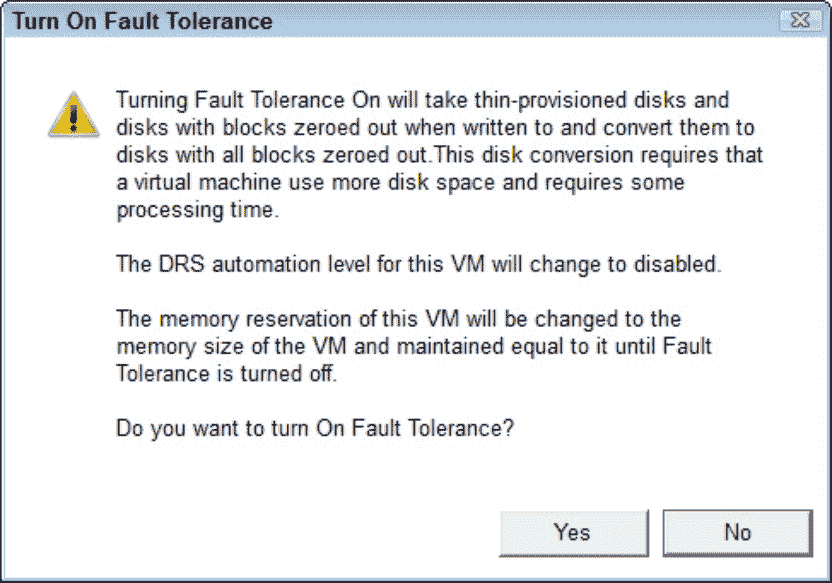 Turn On Fault Tolerance
Turning Fault Tolerance On will take thin-provisioned disks and
disks with blocks zeroed out when written to and convert them to
disks with all blocks zeroed out.This disk conversion requires that
a virtual machine use more disk space and requires some
processing time.
The DRS automation level for this VM will change to disabled.
The memory reservation of this VM will be changed to the
memory size of the VM and maintained equal to it until Fault
Tolerance is turned off.
Do you want to turn On Fault Tolerance?
Yes No